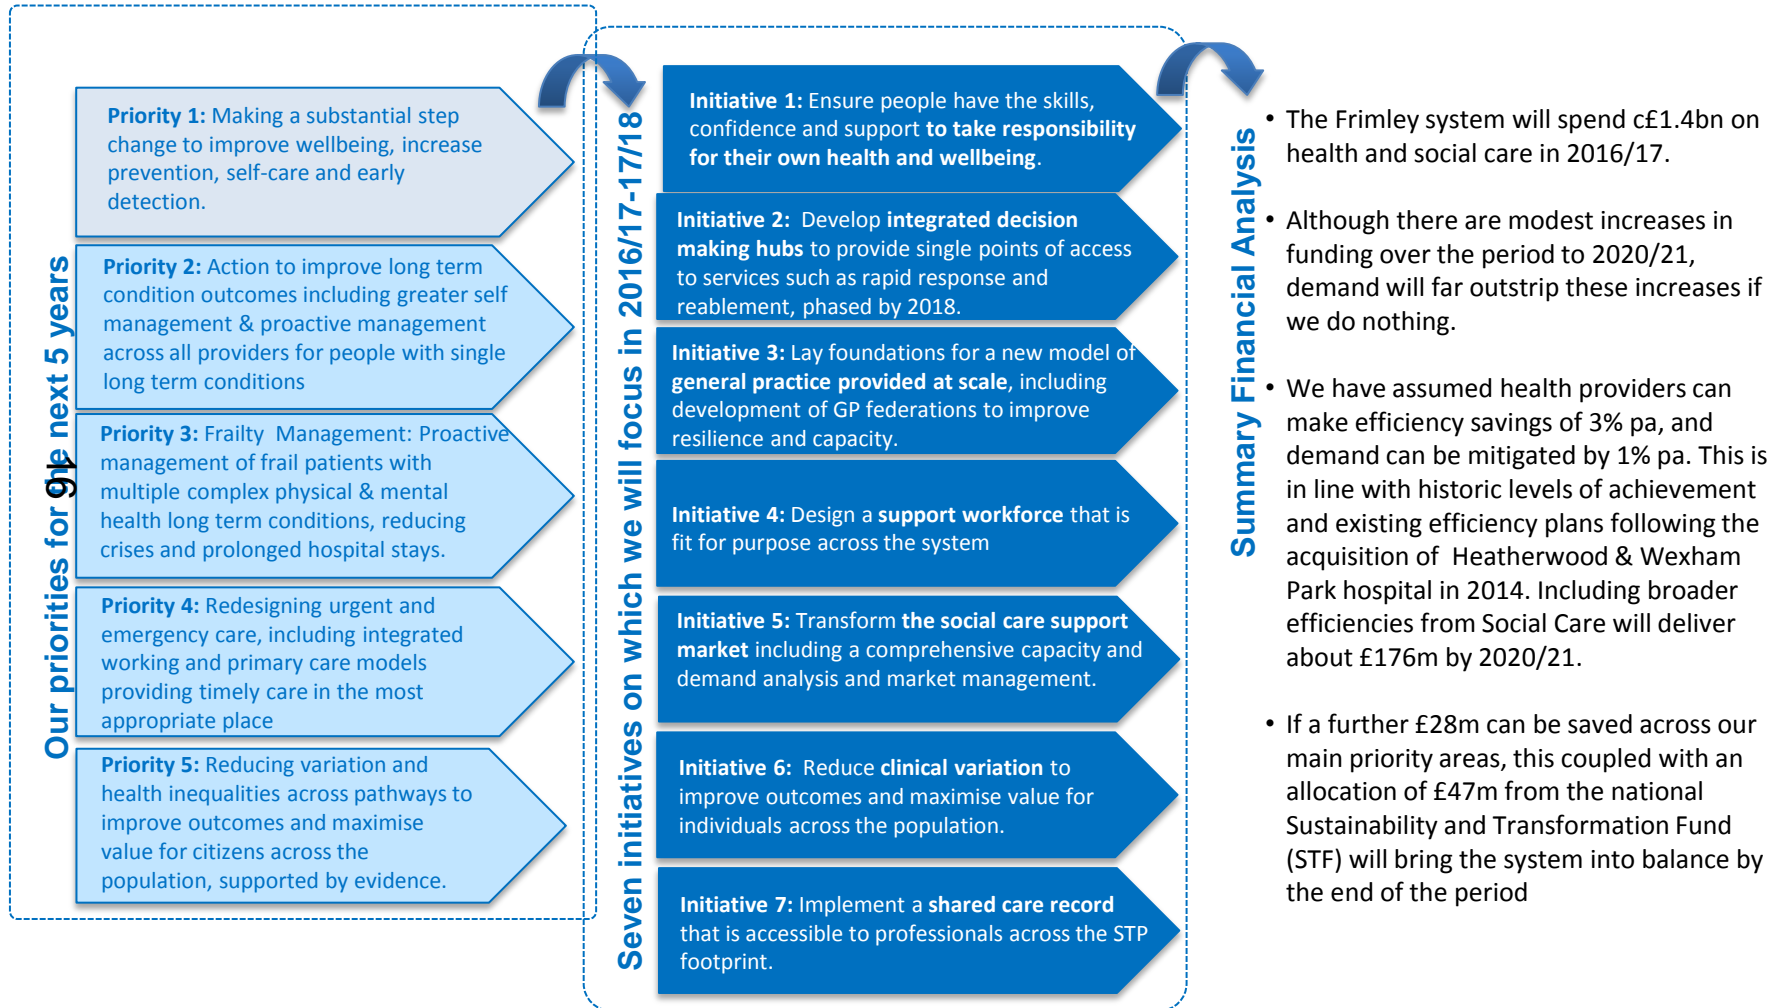 Our priorities for the next 5 years
16
Priority 1: Making a substantial step
change to improve wellbeing, increase
prevention, self-care and early
detection.
Priority 2: Action to improve long term
condition outcomes including greater self
management & proactive management
across all providers for people with single
long term conditions
Priority 3: Frailty Management: Proactive
management of frail patients with
multiple complex physical & mental
health long term conditions, reducing
crises and prolonged hospital stays.
Priority 4: Redesigning urgent and
emergency care, including integrated
working and primary care models
providing timely care in the most
appropriate place
Priority 5: Reducing variation and
health inequalities across pathways to
improve outcomes and maximise
value for citizens across the
population, supported by evidence.
Seven initiatives on which we will focus in 2016/17-17/18
Initiative 1: Ensure people have the skills,
confidence and support to take responsibility
for their own health and wellbeing.
Initiative 2: Develop integrated decision
making hubs to provide single points of access
to services such as rapid response and
reablement, phased by 2018.
Initiative 3: Lay foundations for a new model of
general practice provided at scale, including
development of GP federations to improve
resilience and capacity.
Initiative 4: Design a support workforce that is
fit for purpose across the system
Initiative 5: Transform the social care support
market including a comprehensive capacity and
demand analysis and market management.
Initiative 6: Reduce clinical variation to
improve outcomes and maximise value for
individuals across the population.
Initiative 7: Implement a shared care record
that is accessible to professionals across the STP
footprint.
Summary Financial Analysis
• The Frimley system will spend c£1.4bn on
health and social care in 2016/17.
• Although there are modest increases in
funding over the period to 2020/21,
demand will far outstrip these increases if
we do nothing.
• We have assumed health providers can
make efficiency savings of 3% pa, and
demand can be mitigated by 1% pa. This is
in line with historic levels of achievement
and existing efficiency plans following the
acquisition of Heatherwood & Wexham
Park hospital in 2014. Including broader
efficiencies from Social Care will deliver
about £176m by 2020/21.
• If a further £28m can be saved across our
main priority areas, this coupled with an
allocation of £47m from the national
Sustainability and Transformation Fund
(STF) will bring the system into balance by
the end of the period